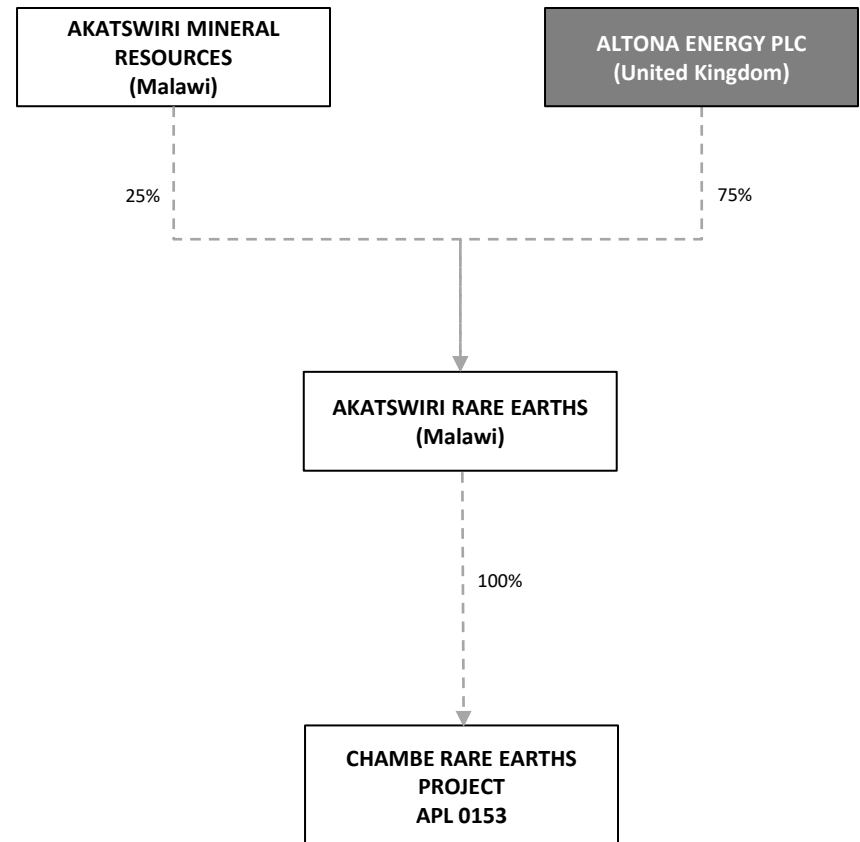 AKATSWIRI MINERAL
RESOURCES
(Malawi)
ALTONA ENERGY PLC
(United Kingdom)
25%
75%
AKATSWIRI RARE EARTHS
(Malawi)
100%
CHAMBE RARE EARTHS
PROJECT
APL 0153